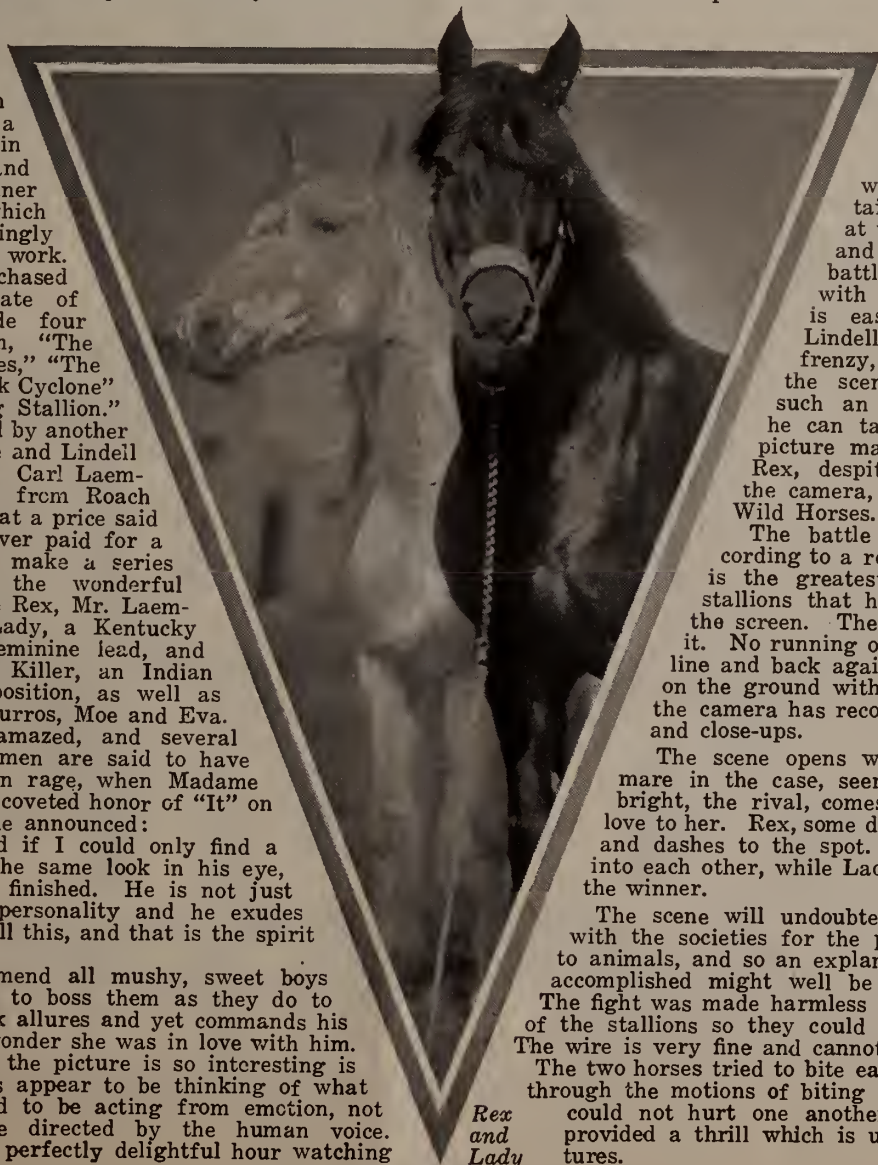 n
a
in
nd
ner
hich
ingly
work.
chased
ate of
de four
n, “The
es,” “The
k Cyclone”
g Stallion.”
d by another
e and Lindell
Carl Laem-
from Roach
at a price said
ver paid for a
make a series
the wonderful
e Rex, Mr. Laem-
Lady, a Kentucky
eminine lead, and
Killer, an Indian
position, as well as
urros, Moe and Eva.
amazed, and several
men are said to have
n rage, when Madame
coveted honor of “It” on
e announced:
d if I could only find a
he same look in his eye,
finished. He is not just
personality and he exudes
ll this, and that is the spirit
mend all mushy, sweet boys
to boss them as they do to
x allures and yet commands his
onder she was in love with him.
the picture is so interesting is
s appear to be thinking of what
d to be acting from emotion, not
e directed by the human voice.
perfectly delightful hour watching
w
tai
at
and
battl
with
is eas
Lindell
frenzy,
the scen
such an
he can ta
picture ma
Rex, despit
the camera,
Wild Horses.
The battle
cording to a re
is the greates
stallions that h
the screen. The
it. No running o
line and back agai
on the ground with
the camera has reco
and close-ups.
The scene opens w
mare in the case, seen
bright, the rival, comes
love to her. Rex, some d
and dashes to the spot.
into each other, while Lad
the winner.
The scene will undoubte
with the societies for the p
to animals, and so an explan
accomplished might well be
The fight was made harmless
of the stallions so they could
The wire is very fine and cannot
The two horses tried to bite ea
through the motions of biting
could not hurt one another
provided a thrill which is u
tures.
Rex
and
Lady